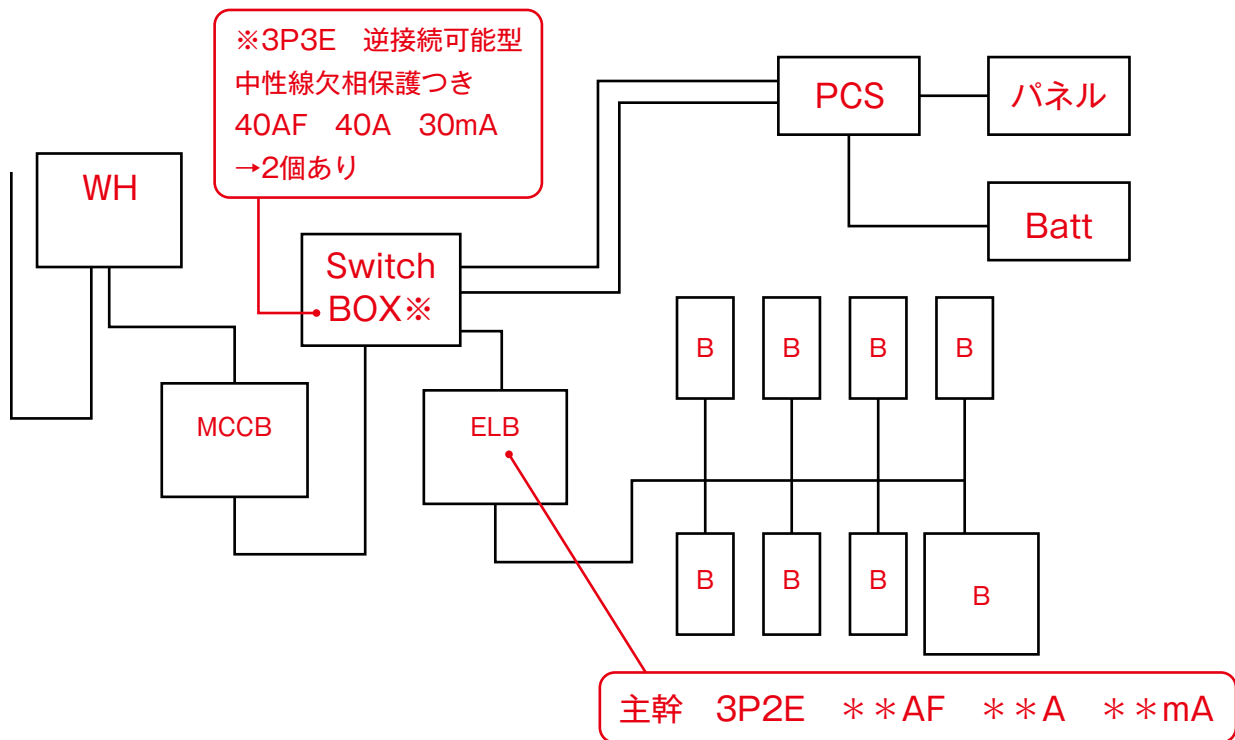 ※3P3E 逆接続可能型
中性線欠相保護つき
40AF 40A 30mA
→2個あり
PCS
パネル
WH
Batt
Switch
BOX※
B
B
B
B
MCCB
ELB
B
B
B
B
主幹 3P2E ＊＊AF ＊＊A ＊＊mA